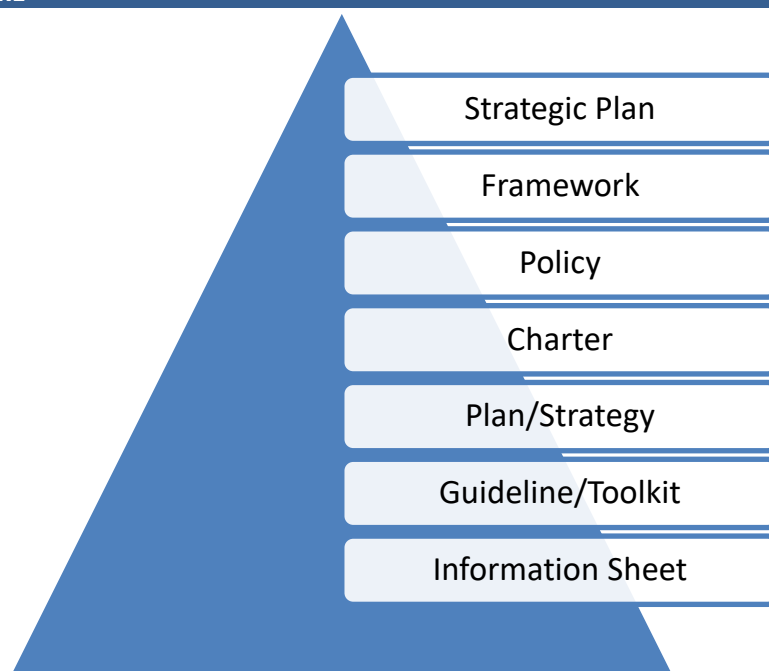 Strategic Plan
Framework
Policy
Charter
Plan/Strategy
Guideline/Toolkit
Information Sheet